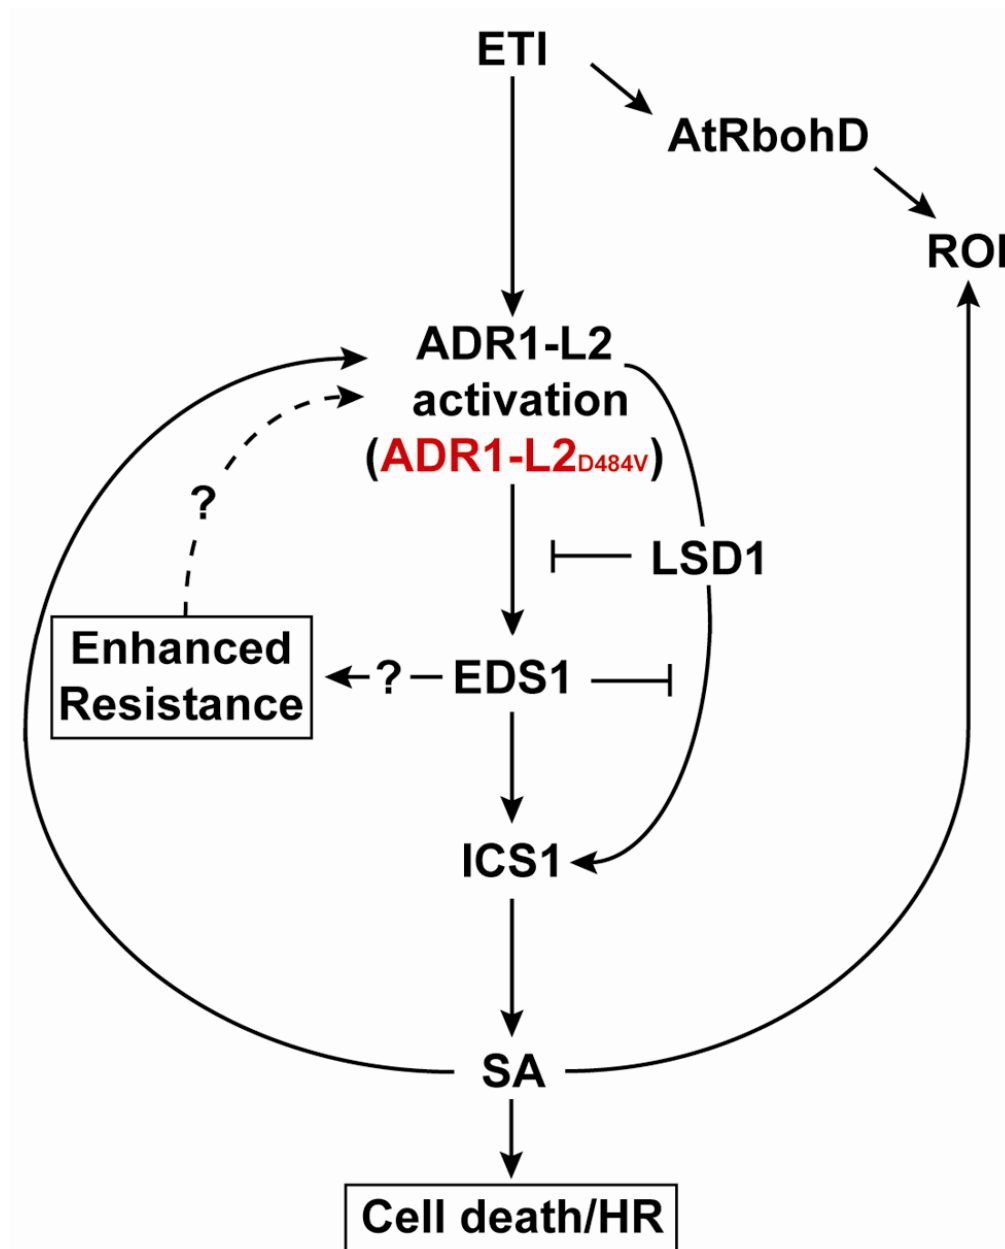 ETI
AtRbohD
ROI
ADR1-L2
activation
(ADR1-L2D484V)
?
LSD1
Enhanced
Resistance
?
EDS1
ICS1
SA
Cell death/HR